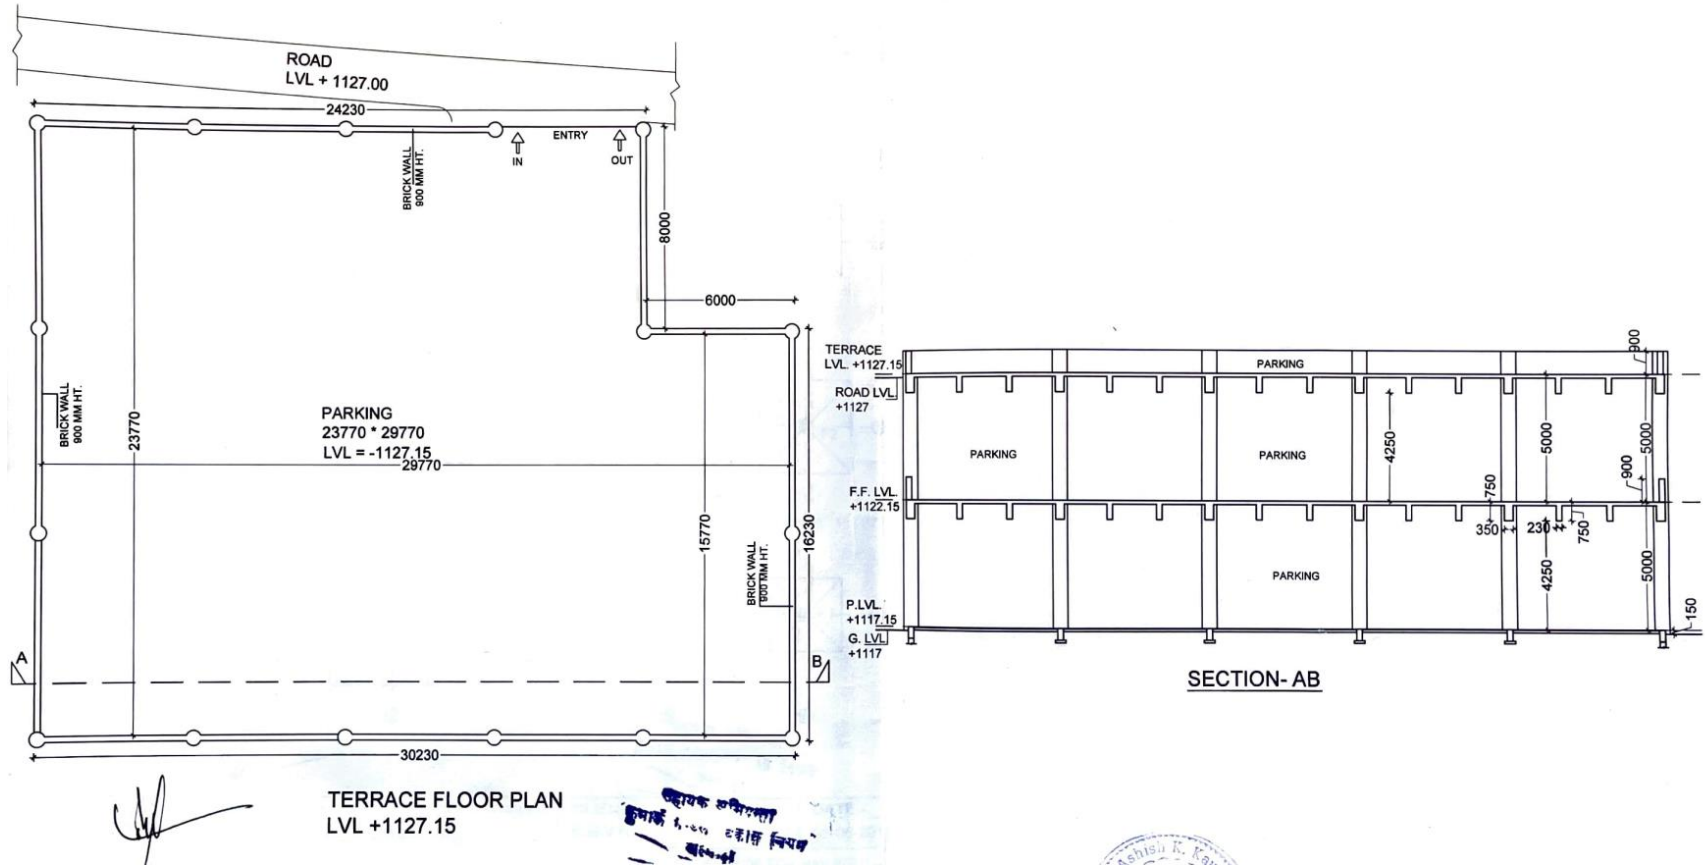 ROAD
LVL + 1127.00
24230
ENTRY
IN
OUT
BRICK WALL
900 MM HT.
8000
6000
BRICK WALL
900 MM HT.
23770
PARKING
23770 * 29770
LVL = -1127.15
29770
15770
16230
BRICK WALL
900 MM HT.
A
B
30230
TERRACE FLOOR PLAN
LVL +1127.15
सहायक
TERRACE
LVL. +1127.15
PARKING
900
ROAD LVL
+1127
PARKING
PARKING
4250
5000
5000
F.F. LVL.
+1122.15
750
900
350
230
750
PARKING
4250
5000
P.LVL.
+1117.15
G. LVL
+1117
150
SECTION- AB
Ashish K.